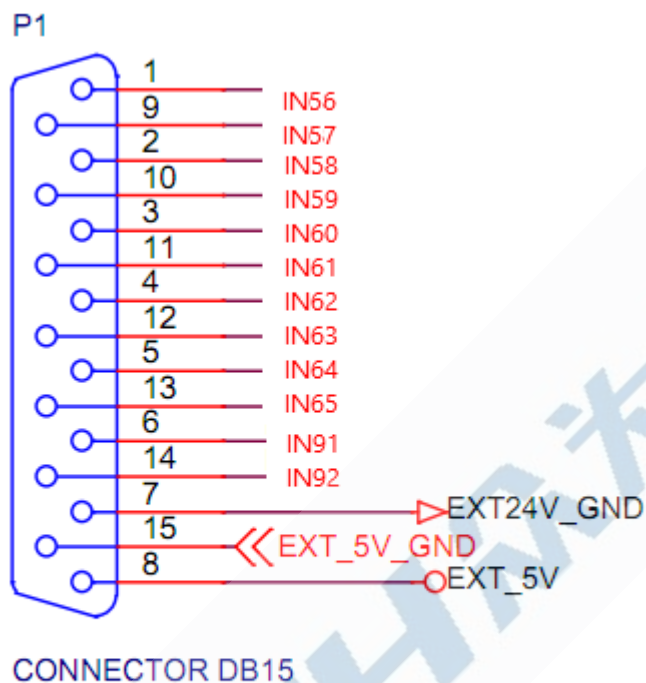 P1
1
IN56
9
IN57
2
IN58
10
IN59
3
IN60
11
IN61
4
IN62
12
IN63
5
IN64
13
IN65
6
IN91
14
IN92
7
EXT24V_GND
15
EXT_5V_GND
8
EXT_5V
CONNECTOR DB15